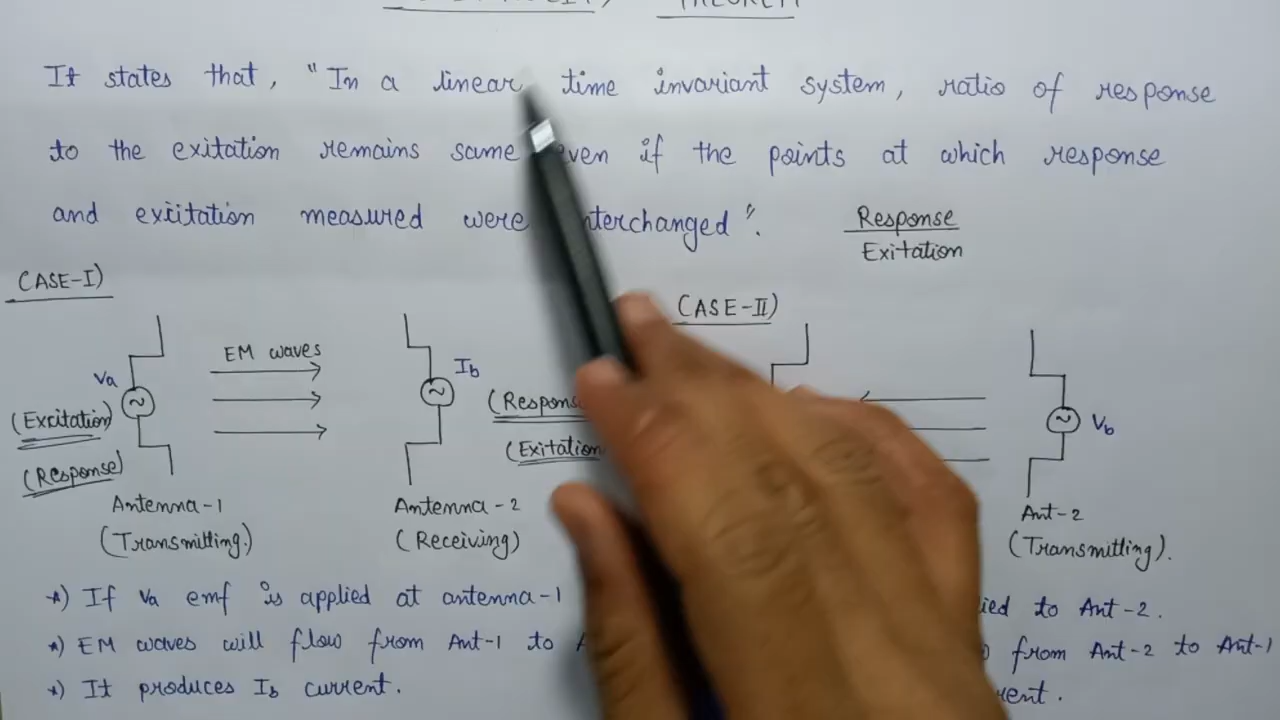 THEOREM
It states that, "In a linear time invariant system, ratio of response
to the exitation remains same even if the points at which response
and exitation measured were interchanged".
Response
Exitation
CASE-I)
CASE-II)
EM waves
Va
Ib
(Excitation)
(Response)
(Response
(Exitation
Vb
Antenna-1
(Transmitting.)
Antenna-2
(Receiving)
Ant-2
(Transmitting).
*) If Va emf is applied at antenna-1
*) EM waves will flow from Ant-1 to
*) It produces Ib current.
to Ant-2.
from Ant-2 to Ant-1